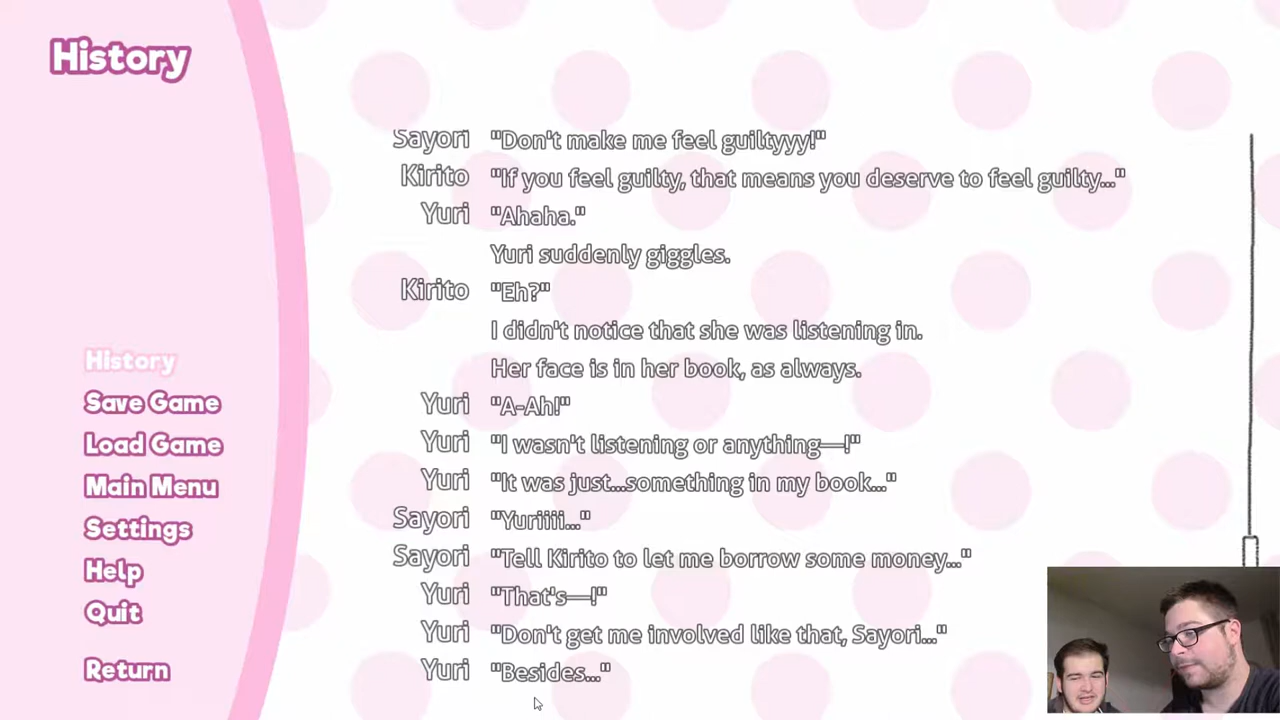 History
Sayori "Don't make me feel guiltyyy!"
Kirito "If you feel guilty, that means you deserve to feel guilty..."
Yuri "Ahaha."
Yuri suddenly giggles.
Kirito "Eh?"
I didn't notice that she was listening in.
Her face is in her book, as always.
Yuri "A-Ah!"
Yuri "I wasn't listening or anything—!"
Yuri "It was just...something in my book..."
Sayori "Yuriiii..."
Sayori "Tell Kirito to let me borrow some money..."
Yuri "That's—!"
Yuri "Don't get me involved like that, Sayori..."
Yuri "Besides..."
History
Save Game
Load Game
Main Menu
Settings
Help
Quit
Return